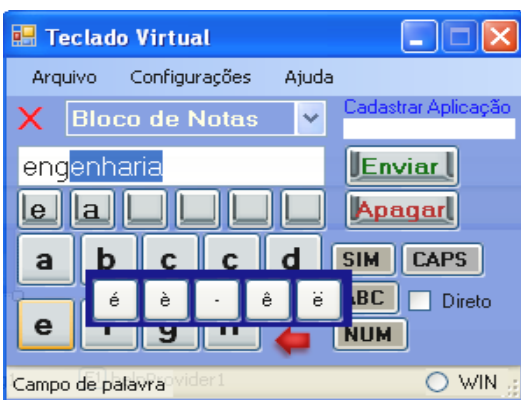 Teclado Virtual
Arquivo Configurações Ajuda
Bloco de Notas
Cadastrar Aplicação
engenharia
Enviar
e a
Apagar
a b c c d
SIM CAPS
é è · ê ë
ABC Direto
e f g h
NUM
Campo de palavra
WIN